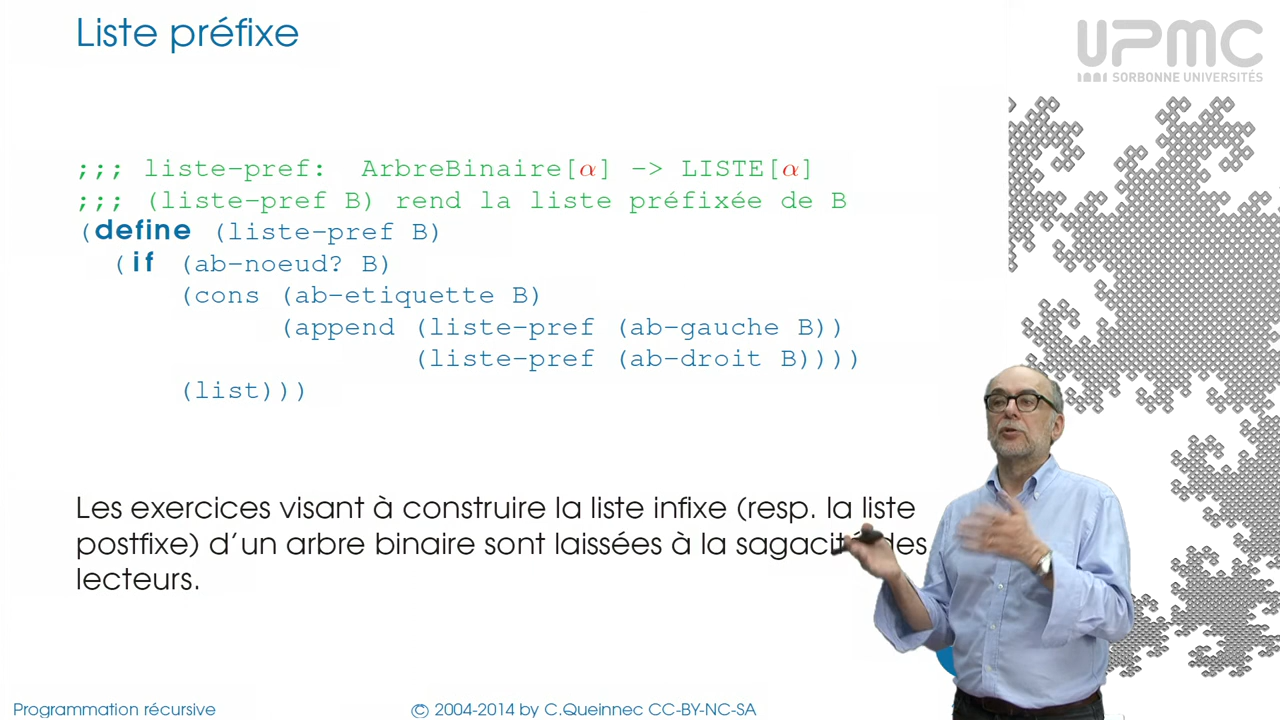 Liste préfixe
UPMC
SORBONNE UNIVERSITÉS
;;; liste-pref:  ArbreBinaire[α] -> LISTE[α]
;;; (liste-pref B) rend la liste préfixée de B
(define (liste-pref B)
  (if (ab-noeud? B)
      (cons (ab-etiquette B)
            (append (liste-pref (ab-gauche B))
                    (liste-pref (ab-droit B))))
      (list)))
Les exercices visant à construire la liste infixe (resp. la liste
postfixe) d'un arbre binaire sont laissées à la sagacité des
lecteurs.
Programmation récursive
© 2004-2014 by C.Queinnec CC-BY-NC-SA